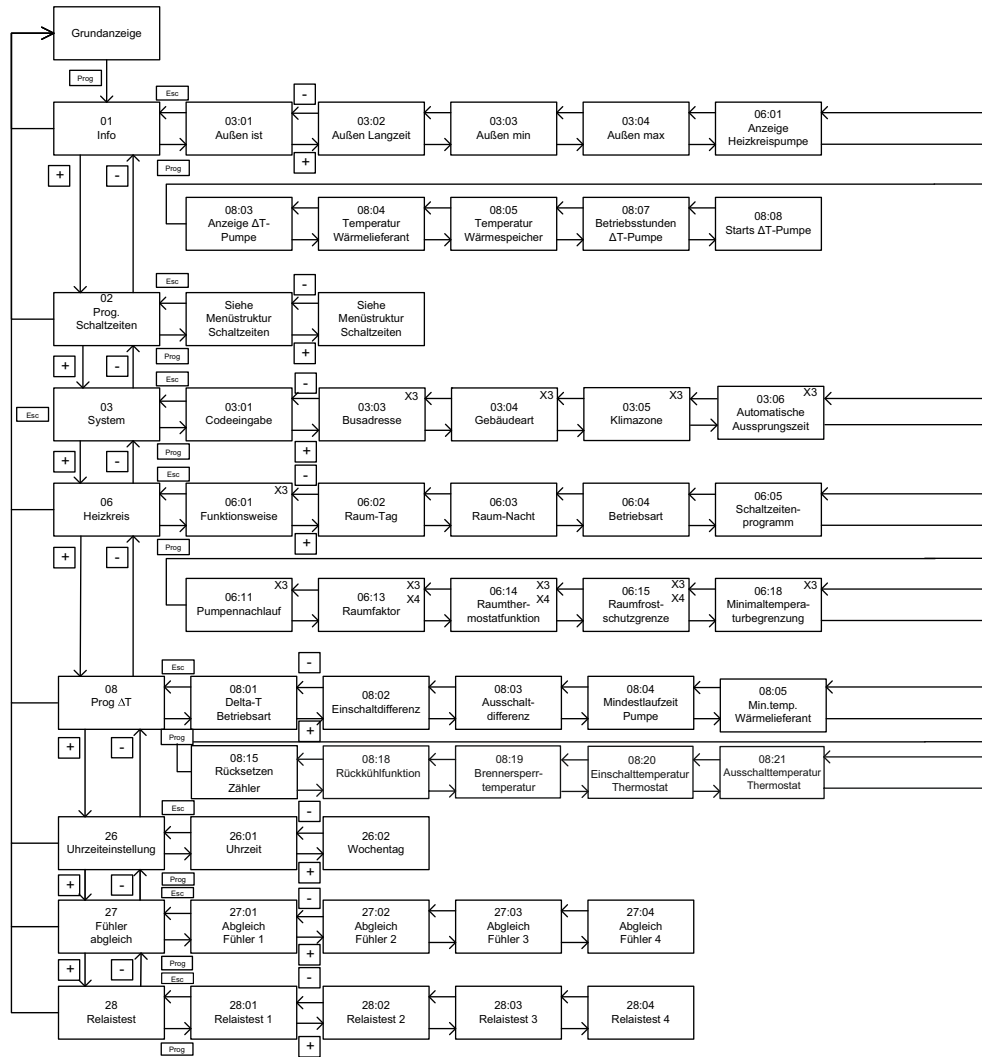 Grundanzeige
Prog
Esc
-
01
Info
03:01
Außen ist
03:02
Außen Langzeit
03:03
Außen min
03:04
Außen max
06:01
Anzeige
Heizkreispumpe
+
-
Prog
+
08:03
Anzeige ΔT-
Pumpe
08:04
Temperatur
Wärmelieferant
08:05
Temperatur
Wärmespeicher
08:07
Betriebsstunden
ΔT-Pumpe
08:08
Starts ΔT-Pumpe
Esc
-
02
Prog.
Schaltzeiten
Siehe
Menüstruktur
Schaltzeiten
Siehe
Menüstruktur
Schaltzeiten
+
-
Prog
+
Esc
-
Esc
03
System
03:01
Codeeingabe
X3
03:03
Busadresse
X3
03:04
Gebäudeart
X3
03:05
Klimazone
X3
03:06
Automatische
Aussprungszeit
+
-
Prog
+
Esc
-
06
Heizkreis
X3
06:01
Funktionsweise
06:02
Raum-Tag
06:03
Raum-Nacht
06:04
Betriebsart
06:05
Schaltzeiten-
programm
+
-
Prog
+
X3
06:11
Pumpennachlauf
X3
X4
06:13
Raumfaktor
X3
X4
06:14
Raumther-
mostatfunktion
X3
X4
06:15
Raumfrost-
schutzgrenze
X3
06:18
Minimaltempera-
turbegrenzung
Esc
-
08
Prog ΔT
08:01
Delta-T
Betriebsart
08:02
Einschaltdifferenz
08:03
Ausschalt-
differenz
08:04
Mindestlaufzeit
Pumpe
08:05
Min.temp.
Wärmelieferant
+
-
Prog
+
08:15
Rücksetzen
Zähler
08:18
Rückkühlfunktion
08:19
Brennersperr-
temperatur
08:20
Einschalttemperatur
Thermostat
08:21
Ausschalttemperatur
Thermostat
Esc
-
26
Uhrzeiteinstellung
26:01
Uhrzeit
26:02
Wochentag
+
-
Prog
+
Esc
-
27
Fühler
abgleich
27:01
Abgleich
Fühler 1
27:02
Abgleich
Fühler 2
27:03
Abgleich
Fühler 3
27:04
Abgleich
Fühler 4
+
-
Prog
+
Esc
-
28
Relaistest
28:01
Relaistest 1
28:02
Relaistest 2
28:03
Relaistest 3
28:04
Relaistest 4
Prog
+